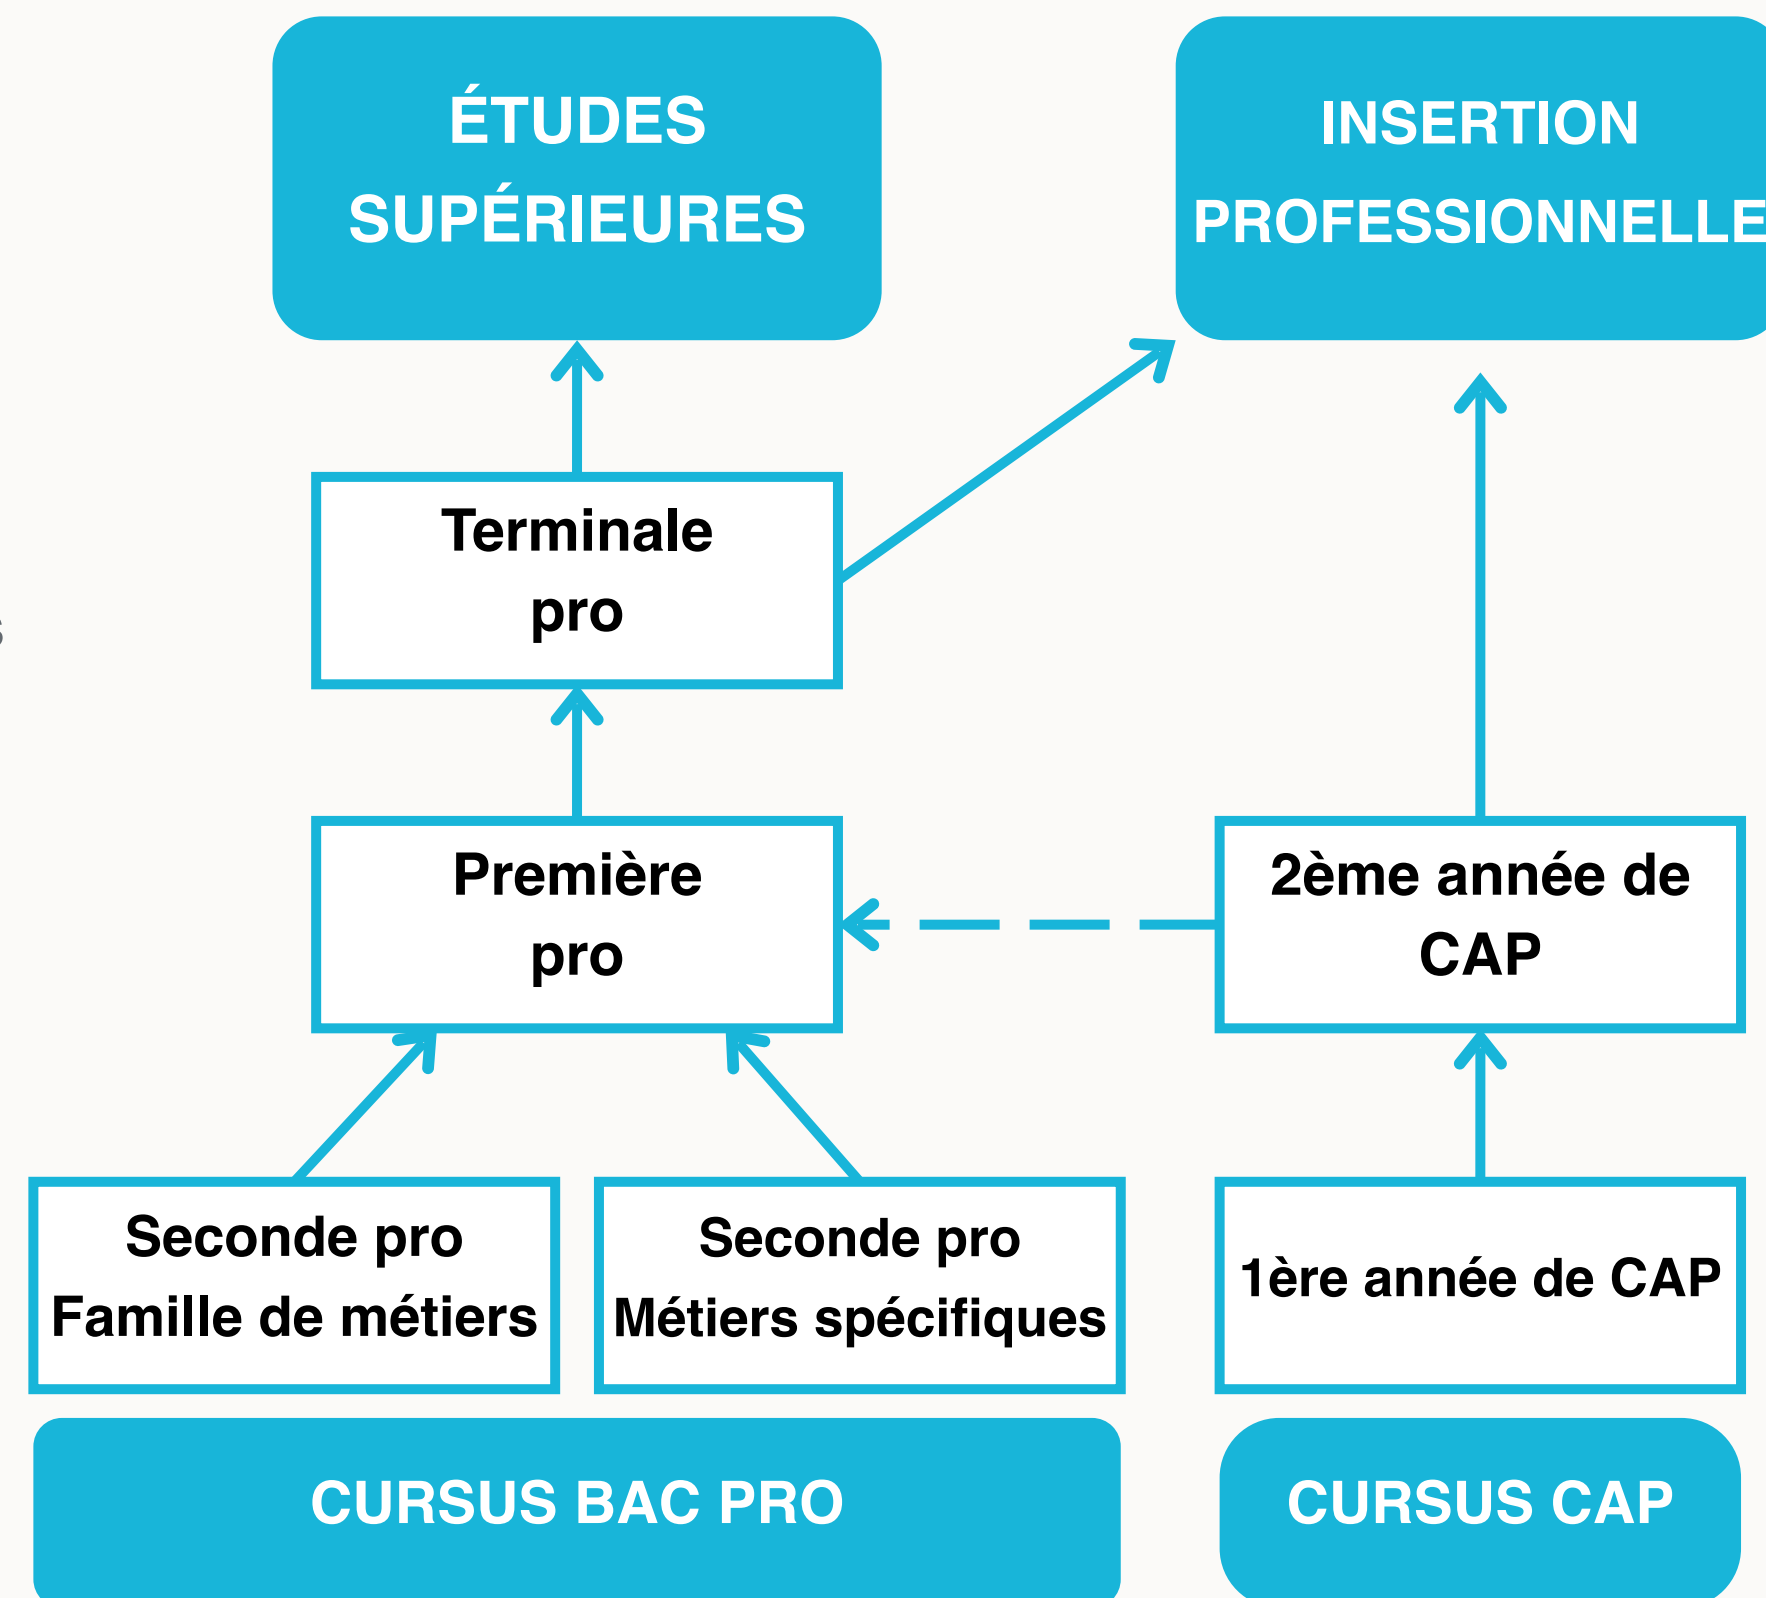 ÉTUDES
SUPÉRIEURES
INSERTION
PROFESSIONNELLE
Terminale
pro
Première
pro
2ème année de
CAP
Seconde pro
Famille de métiers
Seconde pro
Métiers spécifiques
1ère année de CAP
CURSUS BAC PRO
CURSUS CAP